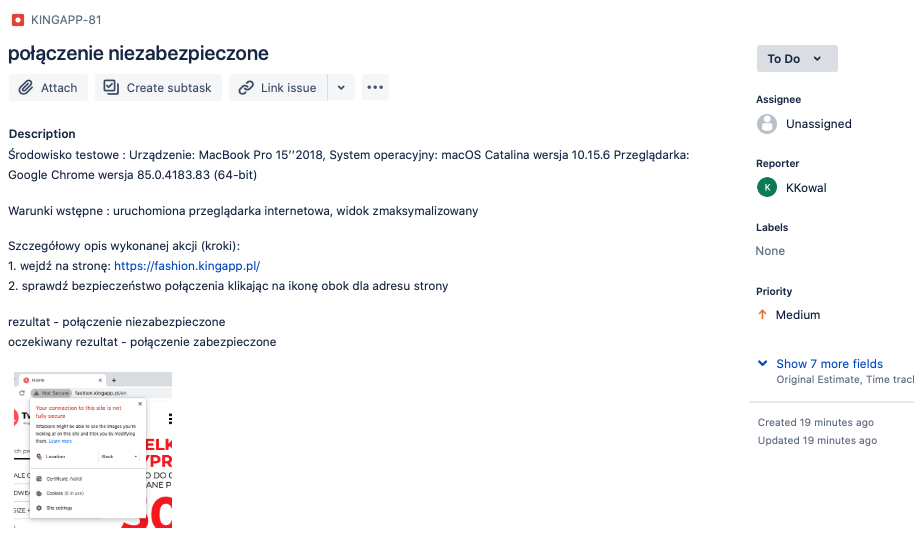 KINGAPP-81
połączenie niezabezpieczone
Attach
Create subtask
Link issue
Description
Środowisko testowe : Urządzenie: MacBook Pro 15’’2018, System operacyjny: macOS Catalina wersja 10.15.6 Przeglądarka:
Google Chrome wersja 85.0.4183.83 (64-bit)
Warunki wstępne : uruchomiona przeglądarka internetowa, widok zmaksymalizowany
Szczegółowy opis wykonanej akcji (kroki):
1. wejdź na stronę: https://fashion.kingapp.pl/
2. sprawdź bezpieczeństwo połączenia klikając na ikonę obok dla adresu strony
rezultat - połączenie niezabezpieczone
oczekiwany rezultat - połączenie zabezpieczone
Home
Not Secure fashion.kingapp.pl/en
Your connection to this site is not
fully secure
Attackers might be able to see the images you're
looking at on this site and trick you by modifying
them. Learn more
Location Block
Certificate (Valid)
Cookies (6 in use)
Site settings
To Do
Assignee
Unassigned
Reporter
K KKowal
Labels
None
Priority
Medium
Show 7 more fields
Original Estimate, Time track
Created 19 minutes ago
Updated 19 minutes ago